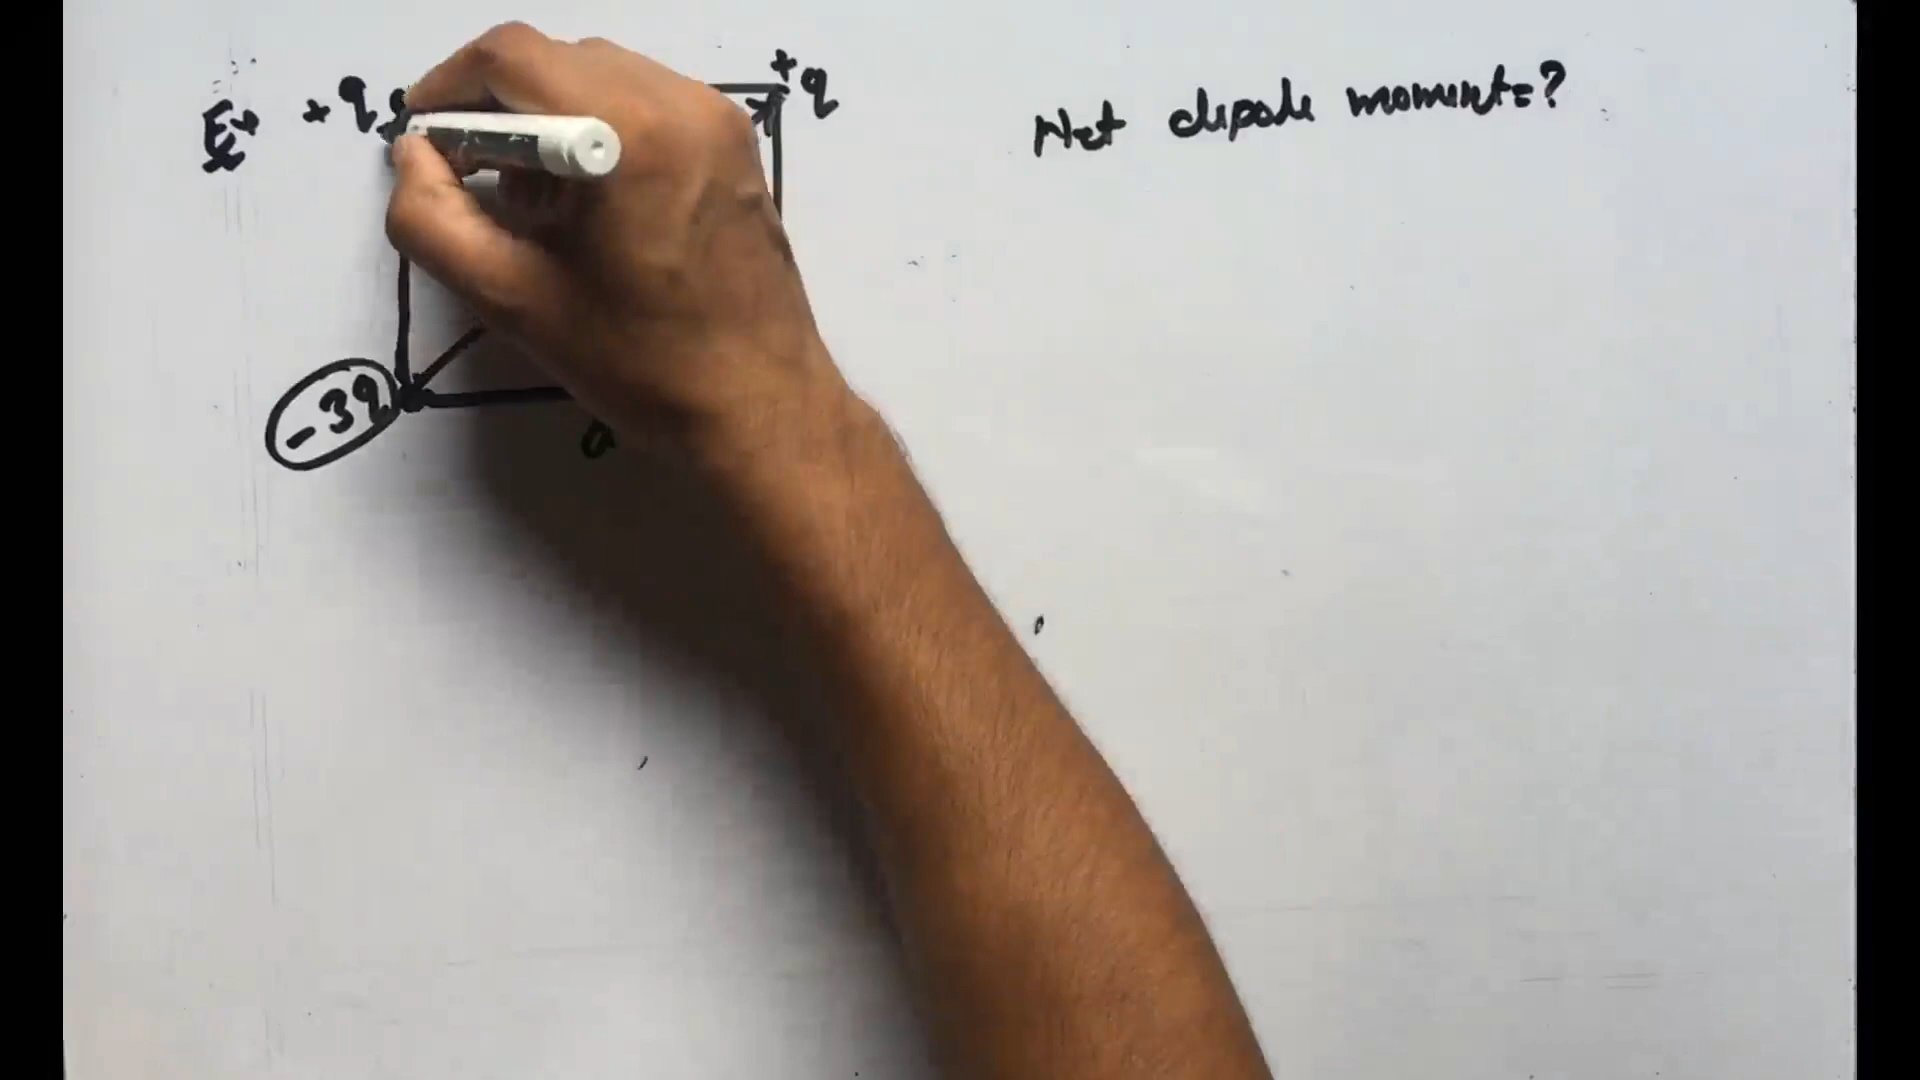 Ex +q +q
Net dipole moment=?
-3q
a